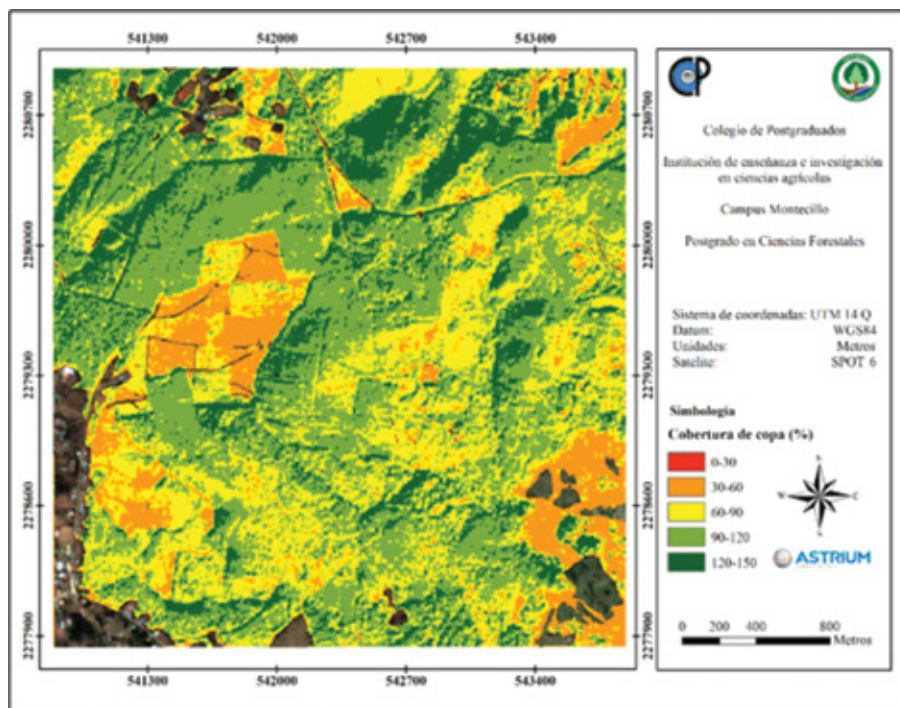 541300 542000 542700 543400
2280700 2280700
2280000 2280000
2279300 2279300
2278600 2278600
2277900 2277900
541300 542000 542700 543400
CP
Colegio de Postgraduados
Institución de enseñanza e investigación
en ciencias agrícolas
Campus Montecillo
Postgrado en Ciencias Forestales
Sistema de coordenadas: UTM 14 Q
Datum: WGS84
Unidades: Metros
Satelite: SPOT 6
Simbología
Cobertura de copa (%)
0-30
30-60
60-90
90-120
120-150
N
W E
S
ASTRIUM
0 200 400 800
Metros